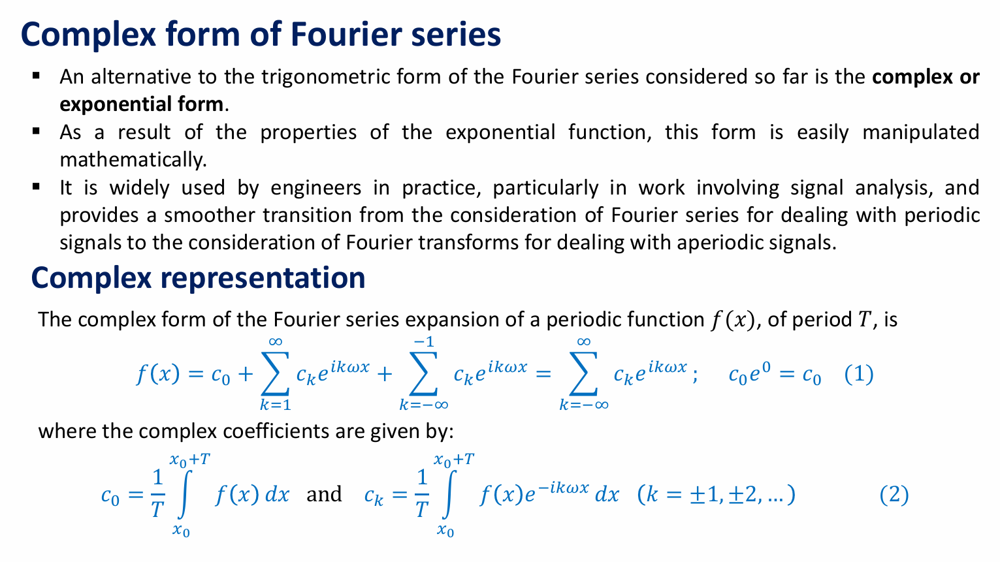 Complex form of Fourier series
▪ An alternative to the trigonometric form of the Fourier series considered so far is the complex or
exponential form.
▪ As a result of the properties of the exponential function, this form is easily manipulated
mathematically.
▪ It is widely used by engineers in practice, particularly in work involving signal analysis, and
provides a smoother transition from the consideration of Fourier series for dealing with periodic
signals to the consideration of Fourier transforms for dealing with aperiodic signals.
Complex representation
The complex form of the Fourier series expansion of a periodic function 𝑓(𝑥), of period 𝑇, is
$f(x) = c_0 + \sum_{k=1}^{\infty} c_k e^{ik\omega x} + \sum_{k=-\infty}^{-1} c_k e^{ik\omega x} = \sum_{k=-\infty}^{\infty} c_k e^{ik\omega x}; \quad c_0 e^0 = c_0 \quad (1)$
where the complex coefficients are given by:
$c_0 = \frac{1}{T} \int_{x_0}^{x_0+T} f(x)\,dx \text{ and } c_k = \frac{1}{T} \int_{x_0}^{x_0+T} f(x) e^{-ik\omega x}\,dx \quad (k = \pm 1, \pm 2, \ldots) \quad (2)$